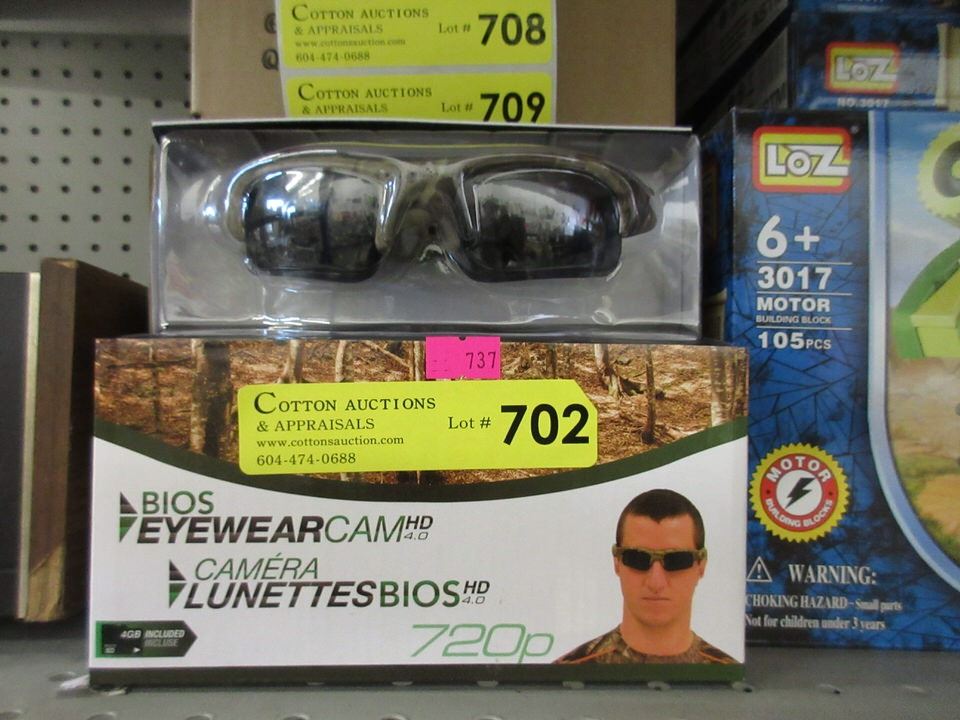 COTTON AUCTIONS
& APPRAISALS
www.cottonsauction.com
604-474-0688
Lot # 708
COTTON AUCTIONS
& APPRAISALS
Lot # 709
LOZ
NO.3017
LOZ
6+
3017
MOTOR
BUILDING BLOCK
105PCS
MOTOR
BUILDING BLOCKS
WARNING:
CHOKING HAZARD - Small parts
Not for children under 3 years
737
COTTON AUCTIONS
& APPRAISALS
www.cottonsauction.com
604-474-0688
Lot # 702
BIOS
EYEWEARCAM HD
4.0
CAMÉRA
LUNETTESBIOS HD
4.0
720p
4GB INCLUDED
INCLUSE